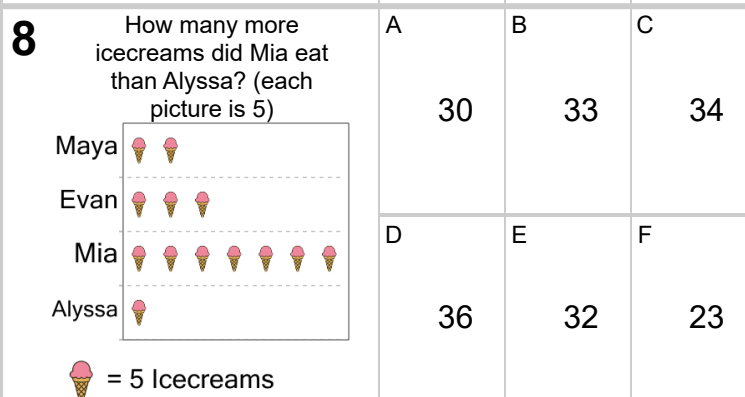 8
How many more
icecreams did Mia eat
than Alyssa? (each
picture is 5)
Maya
Evan
Mia
Alyssa
= 5 Icecreams
A
30
B
33
C
34
D
36
E
32
F
23